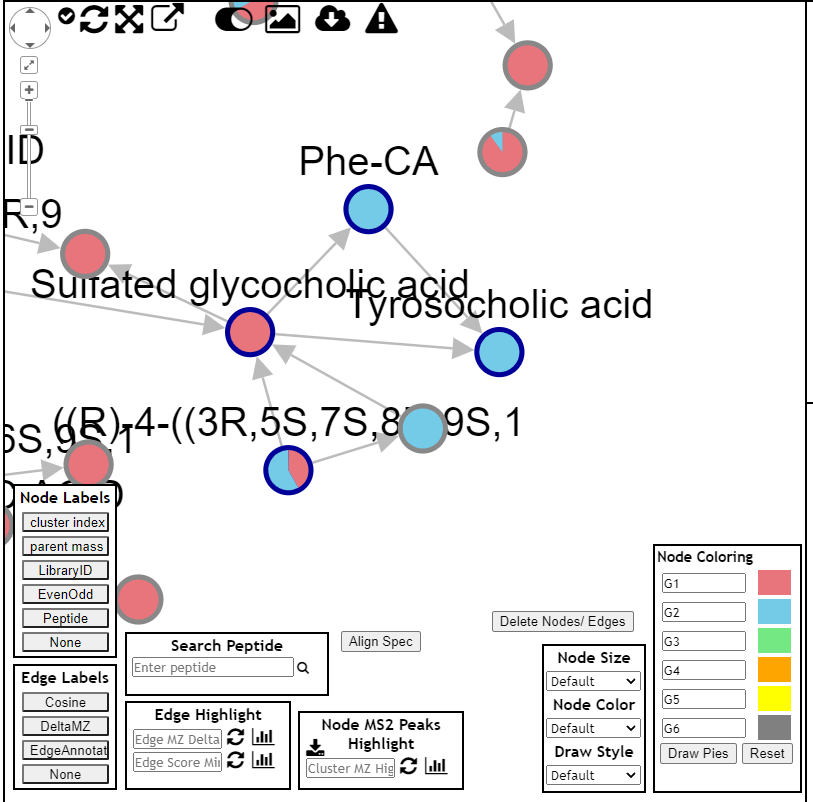 ID
Phe-CA
R,9
Sulfated glycocholic acid
Tyrosocholic acid
((R)-4-((3R,5S,7S,8 9S,1
6S,9S,1
D
Node Labels
cluster index
parent mass
LibraryID
EvenOdd
Peptide
None
Edge Labels
Cosine
DeltaMZ
EdgeAnnotat
None
Search Peptide
Enter peptide
Align Spec
Edge Highlight
Edge MZ Delta
Edge Score Mi
Node MS2 Peaks
Highlight
Cluster MZ Hig
Delete Nodes/ Edges
Node Size
Default
Node Color
Default
Draw Style
Default
Node Coloring
G1
G2
G3
G4
G5
G6
Draw Pies
Reset